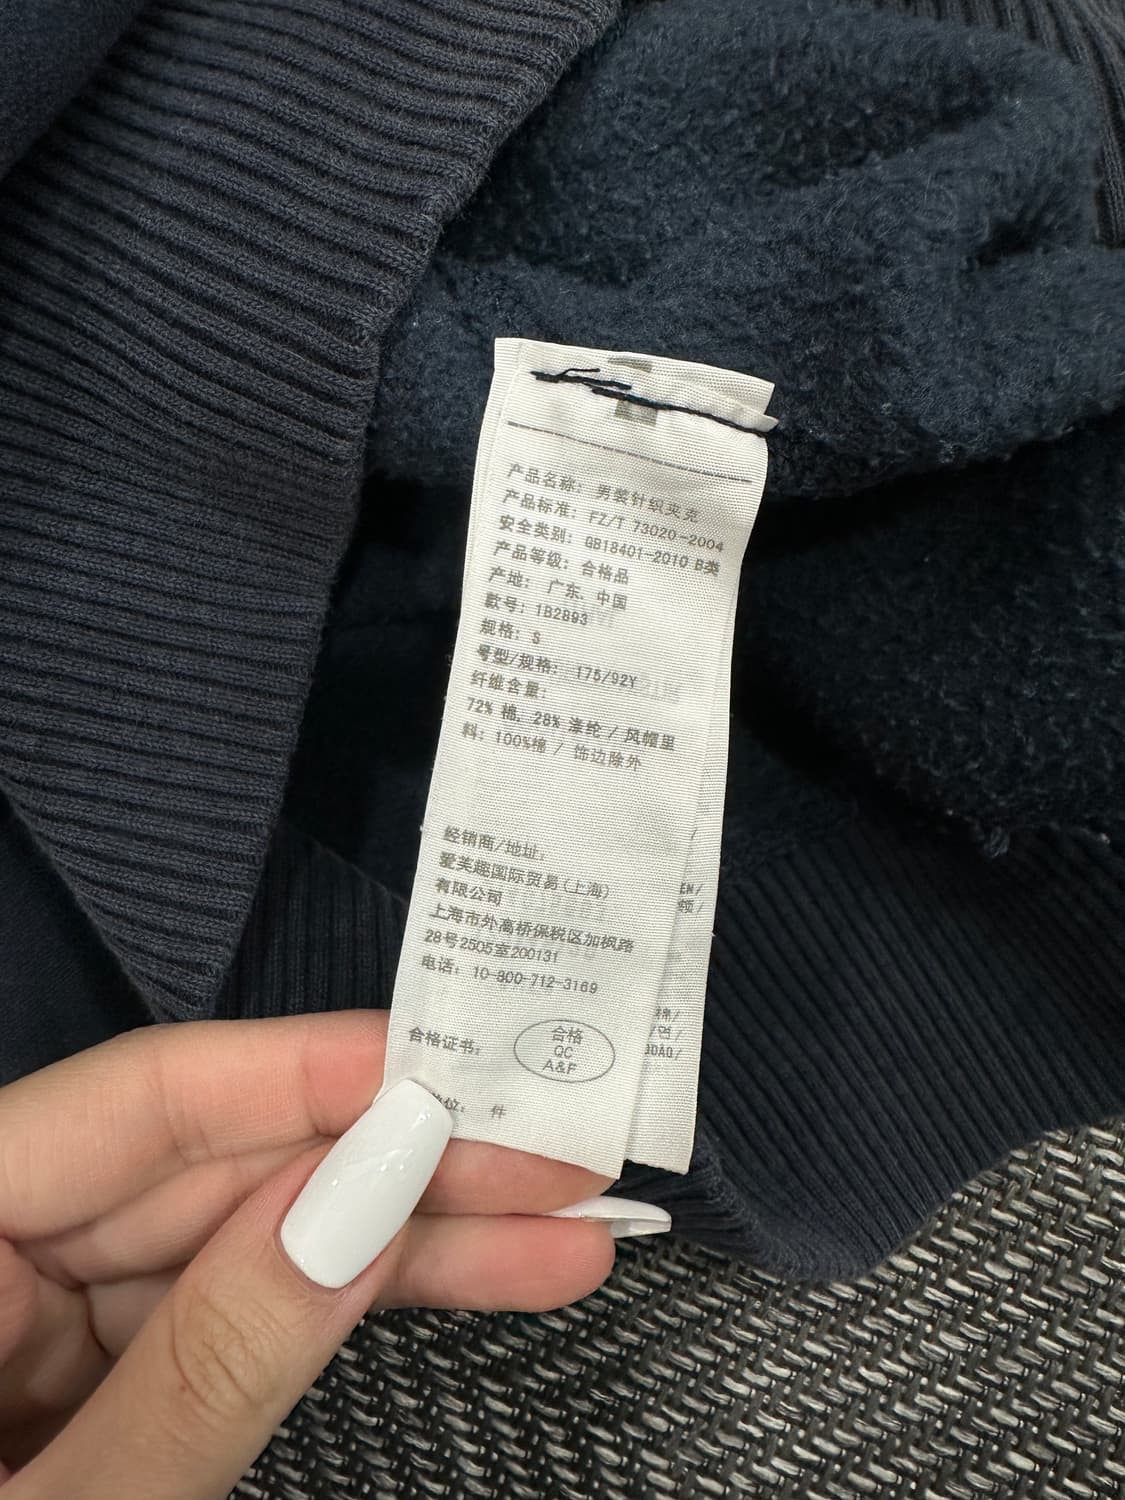 产品名称: 男装针织夹克
产品标准: FZ/T 73020-2004
安全类别: GB18401-2010 B类
产品等级: 合格品
产地: 广东、中国
款号: 1B2893
规格: S
号型/规格: 175/92Y
纤维含量:
72% 棉, 28% 涤纶 / 风帽里
料: 100%棉 / 饰边除外
经销商/地址:
爱芙趣国际贸易(上海)
有限公司
上海市外高桥保税区加枫路
28号2505室200131
电话: 10-800-712-3169
合格证书:
合格
QC
A&F
位: 件
EN/
棉/
/면/